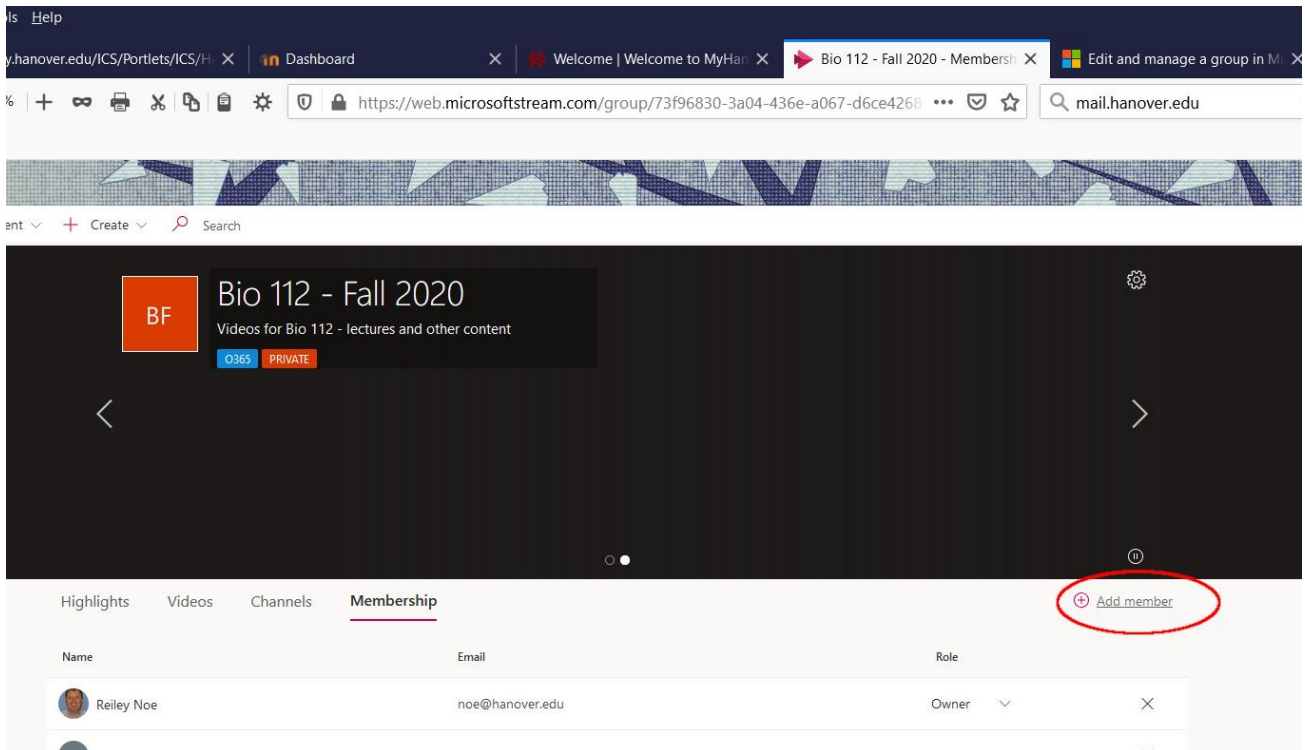 ols Help
y.hanover.edu/ICS/Portlets/ICS/H Dashboard Welcome | Welcome to MyHan Bio 112 - Fall 2020 - Membersh Edit and manage a group in Mi
% https://web.microsoftstream.com/group/73f96830-3a04-436e-a067-d6ce4268 mail.hanover.edu
ent + Create Search
BF
Bio 112 - Fall 2020
Videos for Bio 112 - lectures and other content
O365 PRIVATE
Highlights Videos Channels Membership Add member
Name Email Role
Reiley Noe noe@hanover.edu Owner